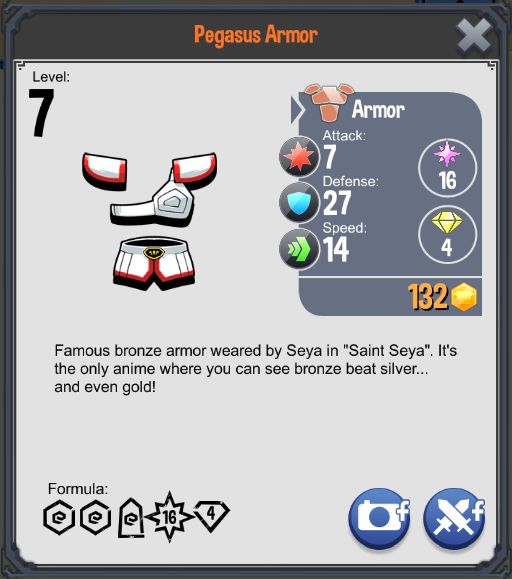 Pegasus Armor
Level:
7
Armor
Attack:
7
16
Defense:
27
Speed:
14
4
132
Famous bronze armor weared by Seya in "Saint Seya". It's
the only anime where you can see bronze beat silver...
and even gold!
Formula:
16
4
f
f